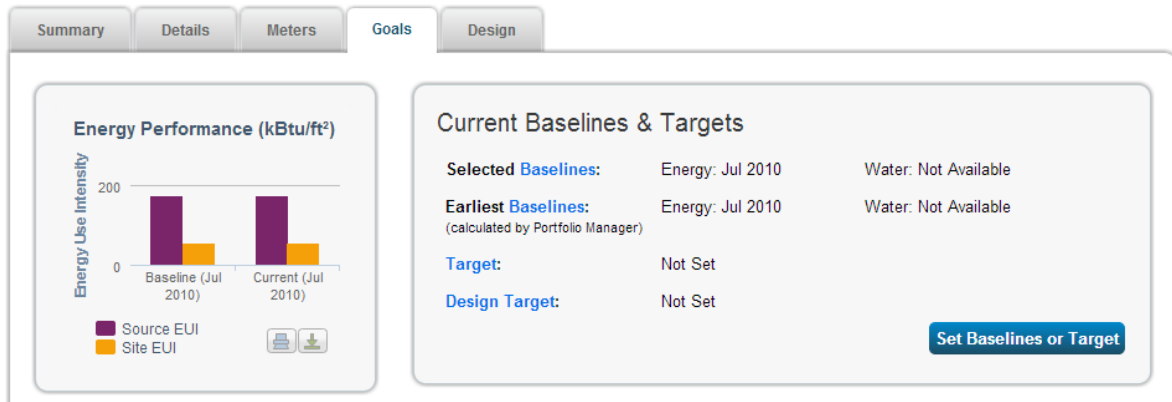 Summary
Details
Meters
Goals
Design
Energy Performance (kBtu/ft²)
Energy Use Intensity
200
0
Baseline (Jul
2010)
Current (Jul
2010)
Source EUI
Site EUI
Current Baselines & Targets
Selected Baselines: Energy: Jul 2010 Water: Not Available
Earliest Baselines: Energy: Jul 2010 Water: Not Available
(calculated by Portfolio Manager)
Target: Not Set
Design Target: Not Set
Set Baselines or Target